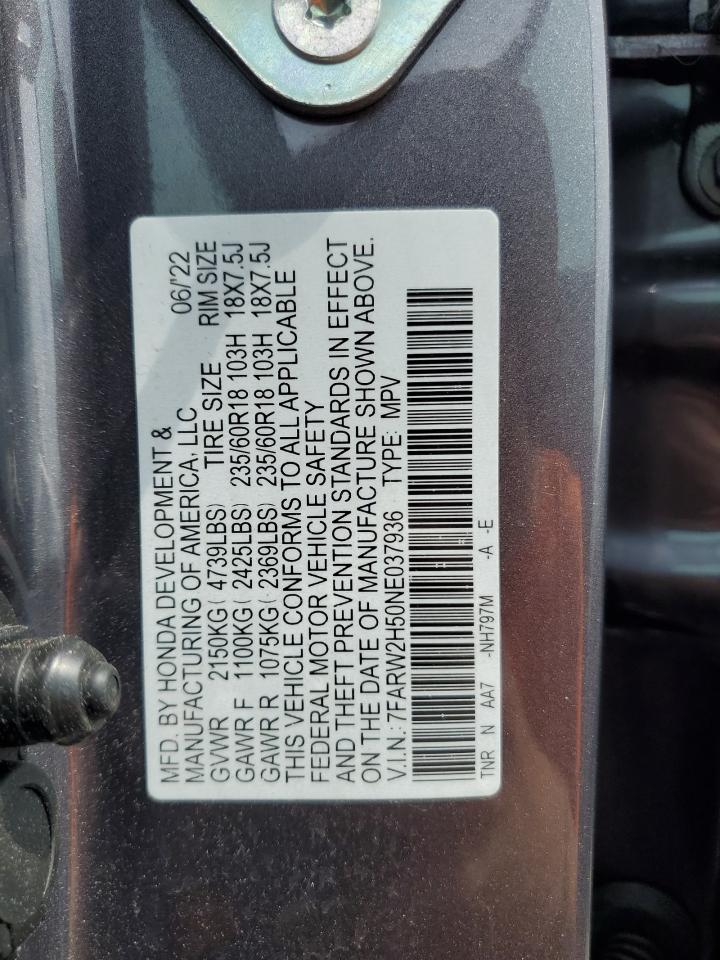 MFD. BY HONDA DEVELOPMENT & 06/'22
MANUFACTURING OF AMERICA, LLC RIM SIZE
GVWR 2150KG( 4739LBS) TIRE SIZE
GAWR F 1100KG( 2425LBS) 235/60R18 103H 18X7.5J
GAWR R 1075KG( 2369LBS) 235/60R18 103H 18X7.5J
THIS VEHICLE CONFORMS TO ALL APPLICABLE
FEDERAL MOTOR VEHICLE SAFETY
AND THEFT PREVENTION STANDARDS IN EFFECT
ON THE DATE OF MANUFACTURE SHOWN ABOVE.
V.I.N.: 7FARW2H50NE037936 TYPE: MPV
TNR N AA7 -NH797M -A -E